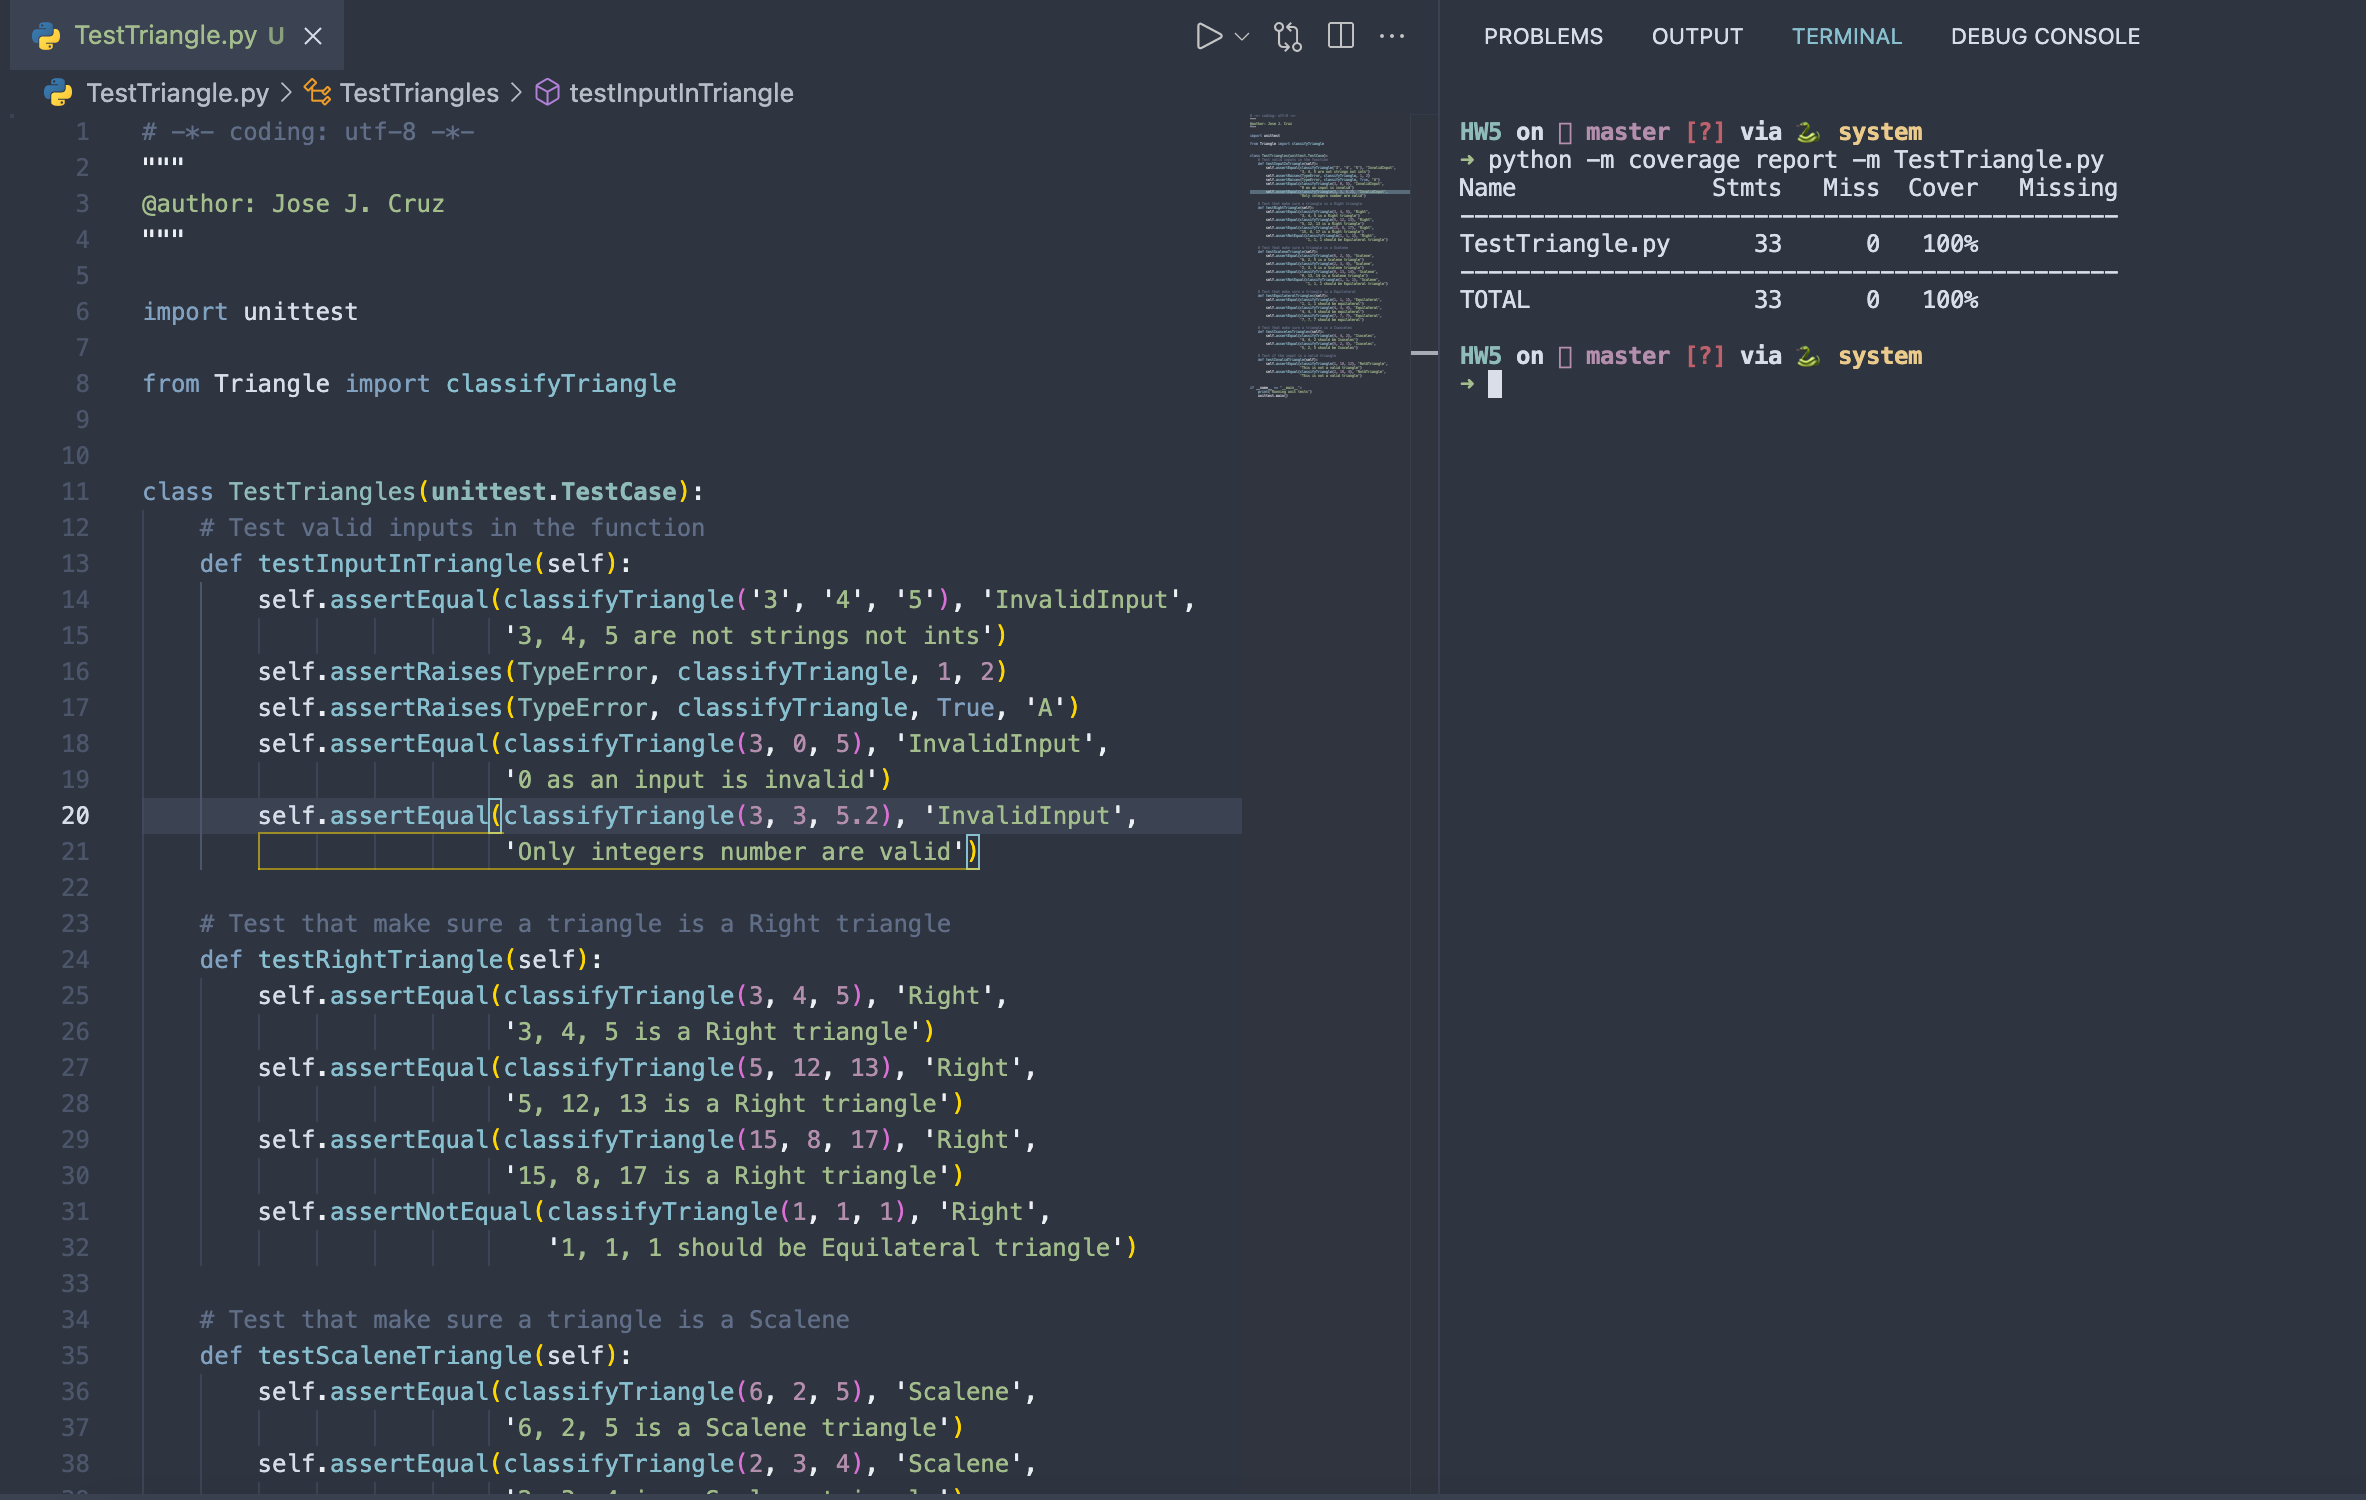 TestTriangle.py U
PROBLEMS OUTPUT TERMINAL DEBUG CONSOLE
TestTriangle.py > TestTriangles > testInputInTriangle
1 # -*- coding: utf-8 -*-
2 """
3 @author: Jose J. Cruz
4 """
5
6 import unittest
7
8 from Triangle import classifyTriangle
9
10
11 class TestTriangles(unittest.TestCase):
12 # Test valid inputs in the function
13 def testInputInTriangle(self):
14 self.assertEqual(classifyTriangle('3', '4', '5'), 'InvalidInput',
15 '3, 4, 5 are not strings not ints')
16 self.assertRaises(TypeError, classifyTriangle, 1, 2)
17 self.assertRaises(TypeError, classifyTriangle, True, 'A')
18 self.assertEqual(classifyTriangle(3, 0, 5), 'InvalidInput',
19 '0 as an input is invalid')
20 self.assertEqual(classifyTriangle(3, 3, 5.2), 'InvalidInput',
21 'Only integers number are valid')
22
23 # Test that make sure a triangle is a Right triangle
24 def testRightTriangle(self):
25 self.assertEqual(classifyTriangle(3, 4, 5), 'Right',
26 '3, 4, 5 is a Right triangle')
27 self.assertEqual(classifyTriangle(5, 12, 13), 'Right',
28 '5, 12, 13 is a Right triangle')
29 self.assertEqual(classifyTriangle(15, 8, 17), 'Right',
30 '15, 8, 17 is a Right triangle')
31 self.assertNotEqual(classifyTriangle(1, 1, 1), 'Right',
32 '1, 1, 1 should be Equilateral triangle')
33
34 # Test that make sure a triangle is a Scalene
35 def testScaleneTriangle(self):
36 self.assertEqual(classifyTriangle(6, 2, 5), 'Scalene',
37 '6, 2, 5 is a Scalene triangle')
38 self.assertEqual(classifyTriangle(2, 3, 4), 'Scalene',
HW5 on master [?] via system
➜ python -m coverage report -m TestTriangle.py
Name Stmts Miss Cover Missing
-----------------------------------------------
TestTriangle.py 33 0 100%
-----------------------------------------------
TOTAL 33 0 100%
HW5 on master [?] via system
➜